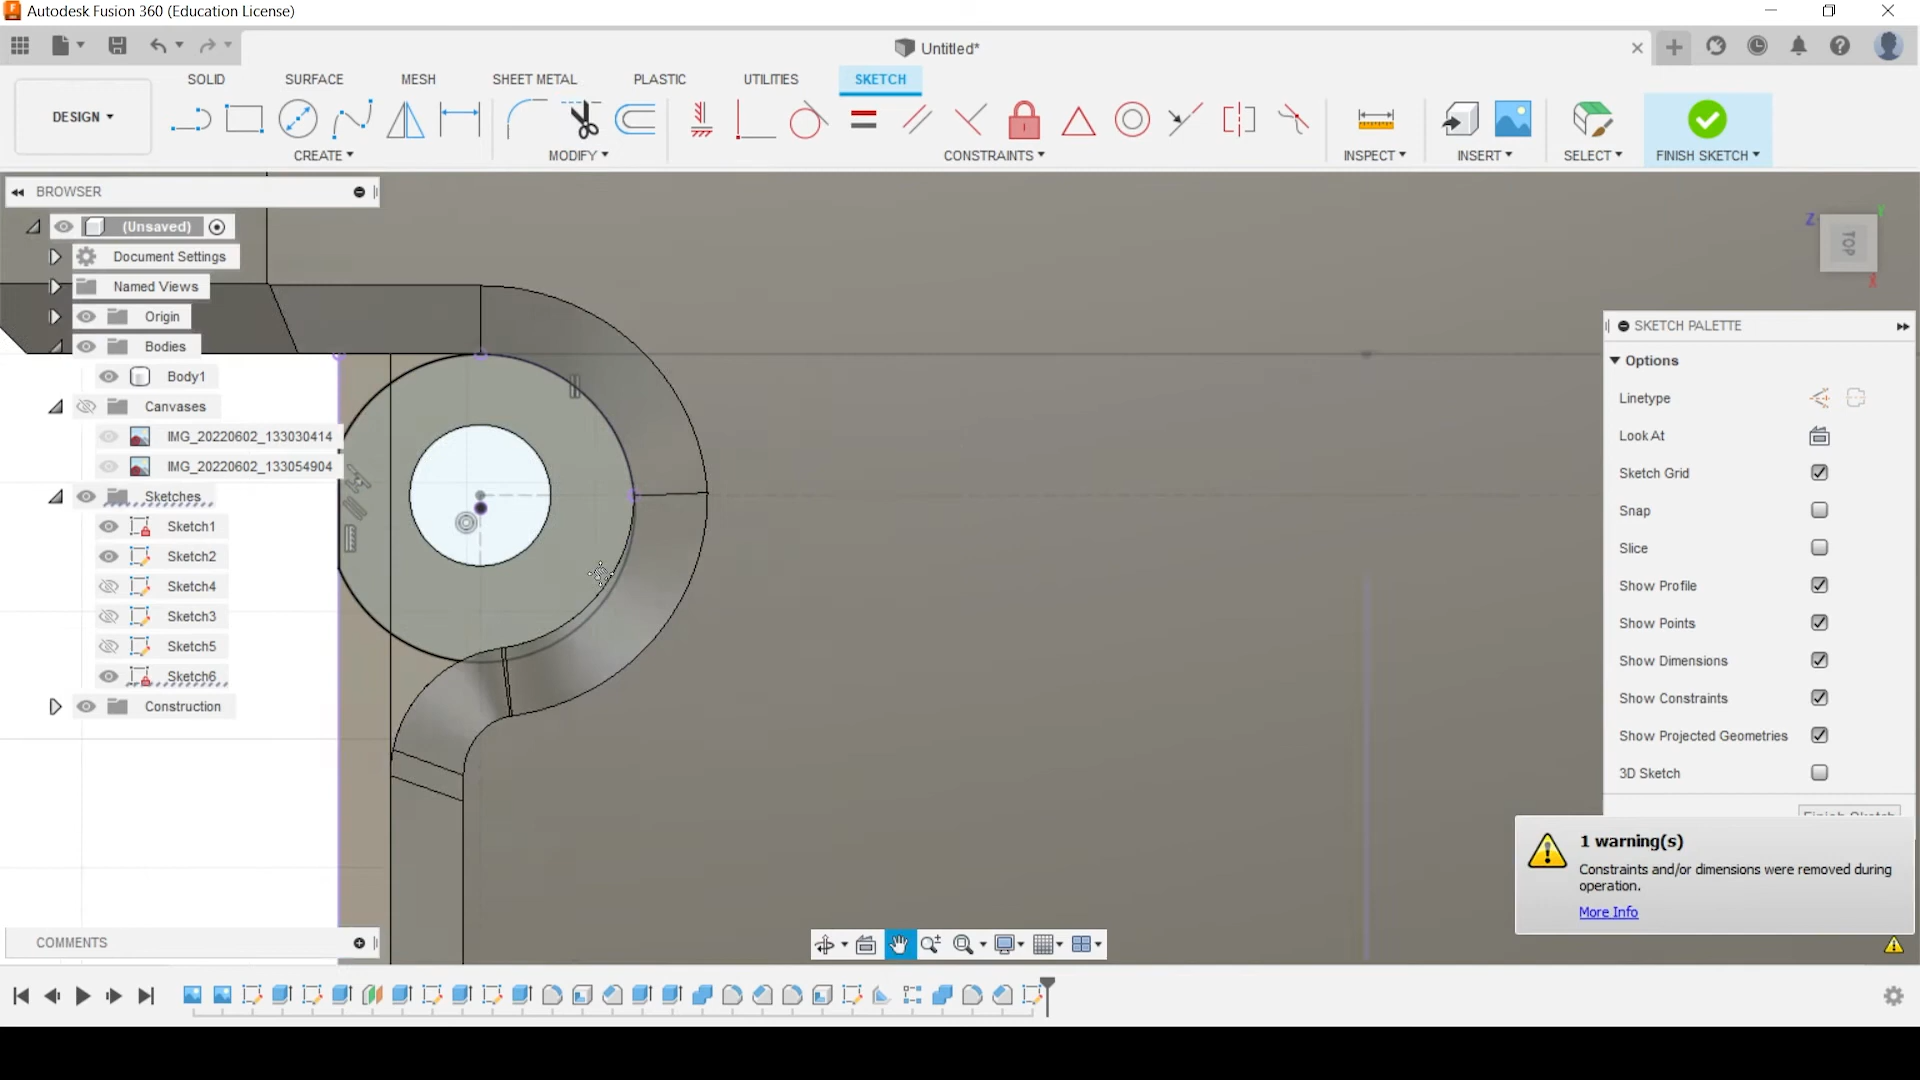 Autodesk Fusion 360 (Education License)
Untitled*
SOLID SURFACE MESH SHEET METAL PLASTIC UTILITIES SKETCH
DESIGN
CREATE MODIFY CONSTRAINTS INSPECT INSERT SELECT FINISH SKETCH
BROWSER
(Unsaved)
Document Settings
Named Views
Origin
Bodies
Body1
Canvases
IMG_20220602_133030414
IMG_20220602_133054904
Sketches
Sketch1
Sketch2
Sketch4
Sketch3
Sketch5
Sketch6
Construction
COMMENTS
Z
Y
TOP
X
SKETCH PALETTE
Options
Linetype
Look At
Sketch Grid
Snap
Slice
Show Profile
Show Points
Show Dimensions
Show Constraints
Show Projected Geometries
3D Sketch
Finish Sketch
1 warning(s)
Constraints and/or dimensions were removed during
operation.
More Info